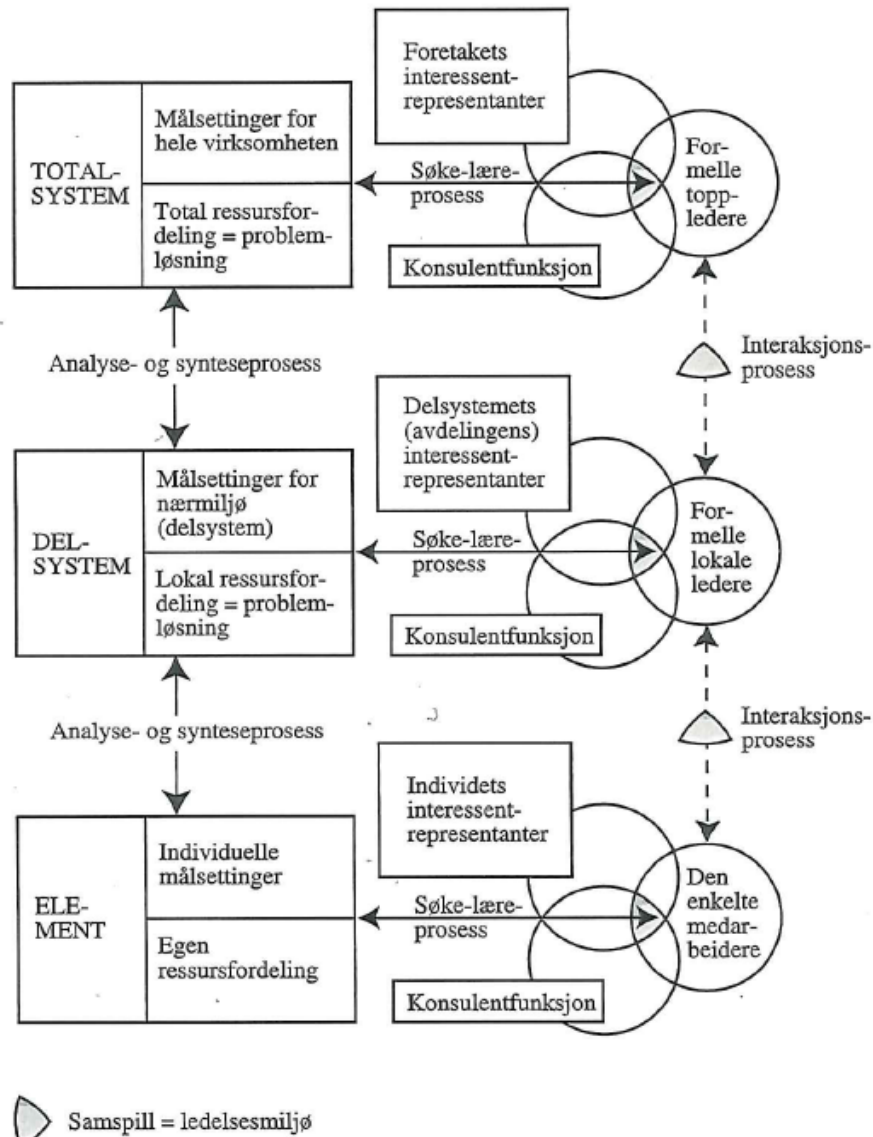 Foretakets
interessent-
representanter
TOTAL-
SYSTEM
Målsettinger for
hele virksomheten
Total ressursfor-
deling = problem-
løsning
Søke-lære-
prosess
Konsulentfunksjon
For-
melle
topp-
ledere
Analyse- og synteseprosess
Interaksjons-
prosess
Delsystemets
(avdelingens)
interessent-
representanter
DEL-
SYSTEM
Målsettinger for
nærmiljø
(delsystem)
Lokal ressursfor-
deling = problem-
løsning
Søke-lære-
prosess
Konsulentfunksjon
For-
melle
lokale
ledere
Analyse- og synteseprosess
Interaksjons-
prosess
Individets
interessent-
representanter
ELE-
MENT
Individuelle
målsettinger
Egen
ressursfordeling
Søke-lære-
prosess
Konsulentfunksjon
Den
enkelte
medar-
beidere
Samspill = ledelsesmiljø